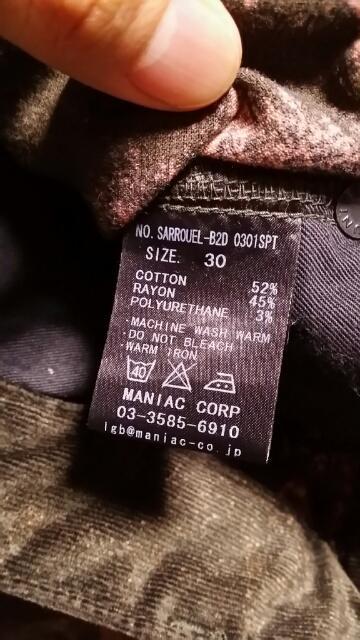 NO. SARROUEL-B2D 0301SPT
SIZE. 30
COTTON 52%
RAYON 45%
POLYURETHANE 3%
·MACHINE WASH WARM
·DO NOT BLEACH
·WARM IRON
40
MANIAC CORP
03-3585-6910
lgb@maniac-co.jp